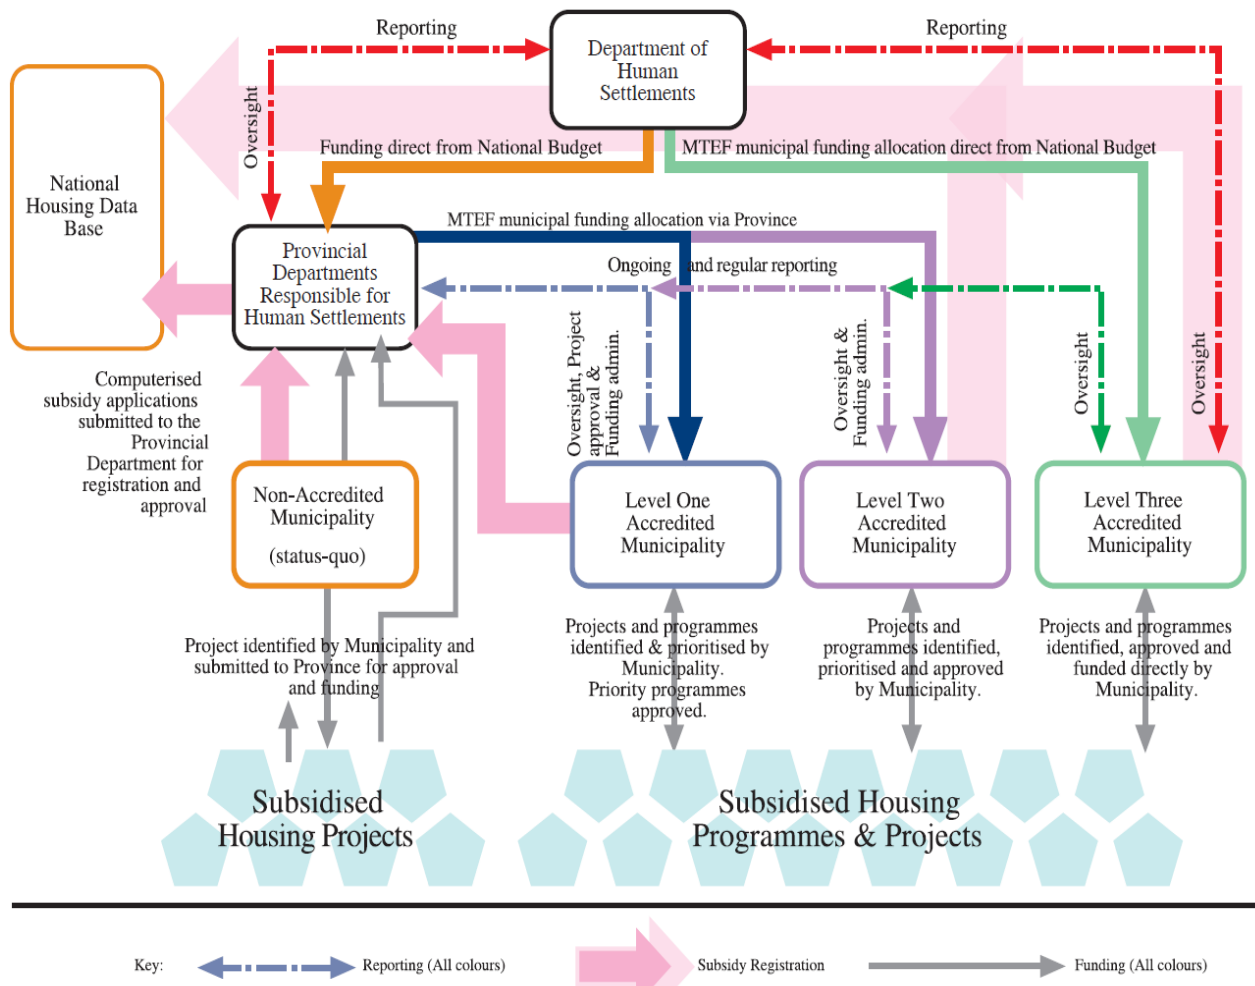 Reporting
Department of
Human
Settlements
Reporting
Oversight
Funding direct from National Budget
MTEF municipal funding allocation direct from National Budget
National
Housing Data
Base
MTEF municipal funding allocation via Province
Provincial
Departments
Responsible for
Human Settlements
Ongoing and regular reporting
Oversight, Project
approval &
Funding admin.
Oversight &
Funding admin.
Oversight
Oversight
Computerised
subsidy applications
submitted to the
Provincial
Department for
registration and
approval
Non-Accredited
Municipality
(status-quo)
Level One
Accredited
Municipality
Level Two
Accredited
Municipality
Level Three
Accredited
Municipality
Project identified by Municipality and
submitted to Province for approval
and funding
Projects and programmes
identified & prioritised by
Municipality.
Priority programmes
approved.
Projects and
programmes identified,
prioritised and approved
by Municipality.
Projects and programmes
identified, approved and
funded directly by
Municipality.
Subsidised
Housing Projects
Subsidised Housing
Programmes & Projects
Key:
Reporting (All colours)
Subsidy Registration
Funding (All colours)